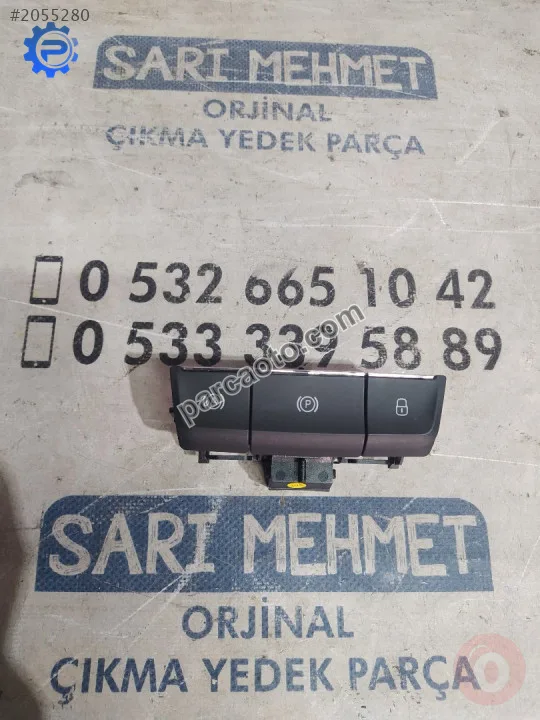 #2055280
SARI MEHMET
ORJİNAL
ÇIKMA YEDEK PARÇA
0 532 665 10 42
0 533 339 58 89
parcaoto.com
P
SARI MEHMET
ORJİNAL
ÇIKMA YEDEK PARÇA